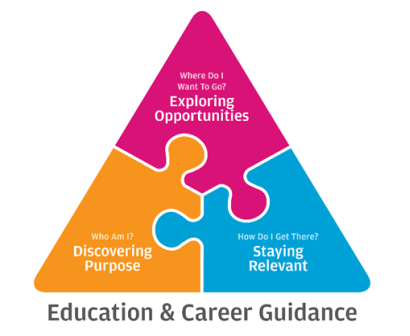 Where Do I
Want To Go?
Exploring
Opportunities
Who Am I?
Discovering
Purpose
How Do I Get There?
Staying
Relevant
Education & Career Guidance